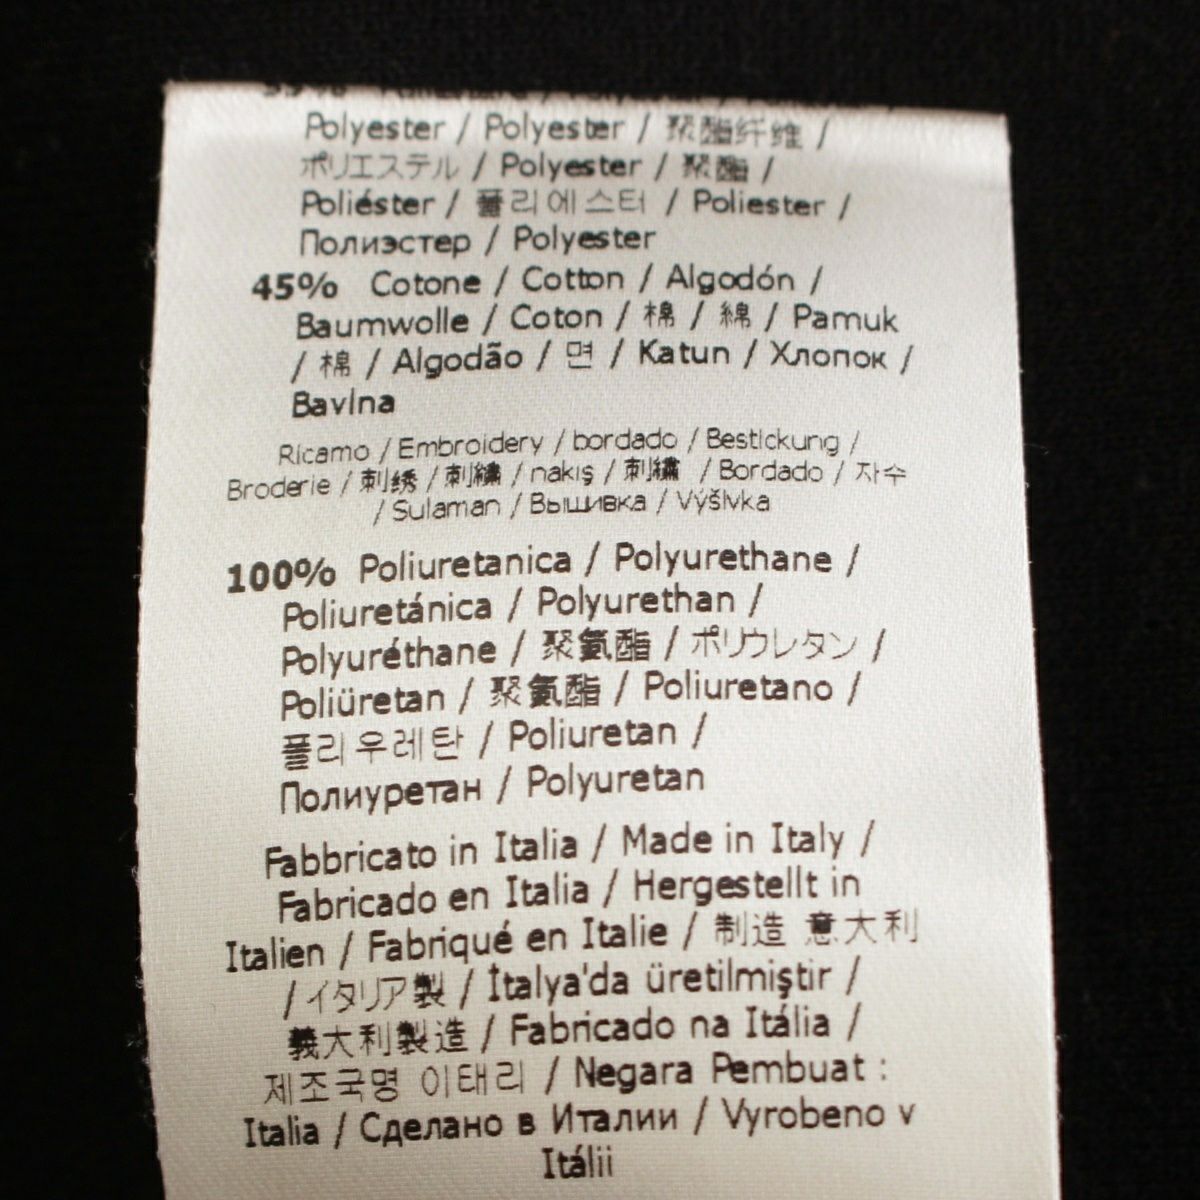 Polyester / Polyester / 聚酯纤维 /
ポリエステル / Polyester / 聚酯 /
Poliéster / 폴리에스터 / Poliester /
Полиэстер / Polyester
45% Cotone / Cotton / Algodón /
Baumwolle / Coton / 棉 / 綿 / Pamuk
/ 棉 / Algodão / 면 / Katun / Хлопок /
Bavlna
Ricamo / Embroidery / bordado / Bestickung /
Broderie / 刺绣 / 刺繍 / nakış / 刺繡 / Bordado / 자수
/ Sulaman / Вышивка / Výšivka
100% Poliuretanica / Polyurethane /
Poliuretánica / Polyurethan /
Polyuréthane / 聚氨酯 / ポリウレタン /
Poliüretan / 聚氨酯 / Poliuretano /
폴리우레탄 / Poliuretan /
Полиуретан / Polyuretan
Fabbricato in Italia / Made in Italy /
Fabricado en Italia / Hergestellt in
Italien / Fabriqué en Italie / 制造 意大利
/ イタリア製 / İtalya'da üretilmiştir /
義大利製造 / Fabricado na Itália /
제조국명 이태리 / Negara Pembuat :
Italia / Сделано в Италии / Vyrobeno v
Itálii